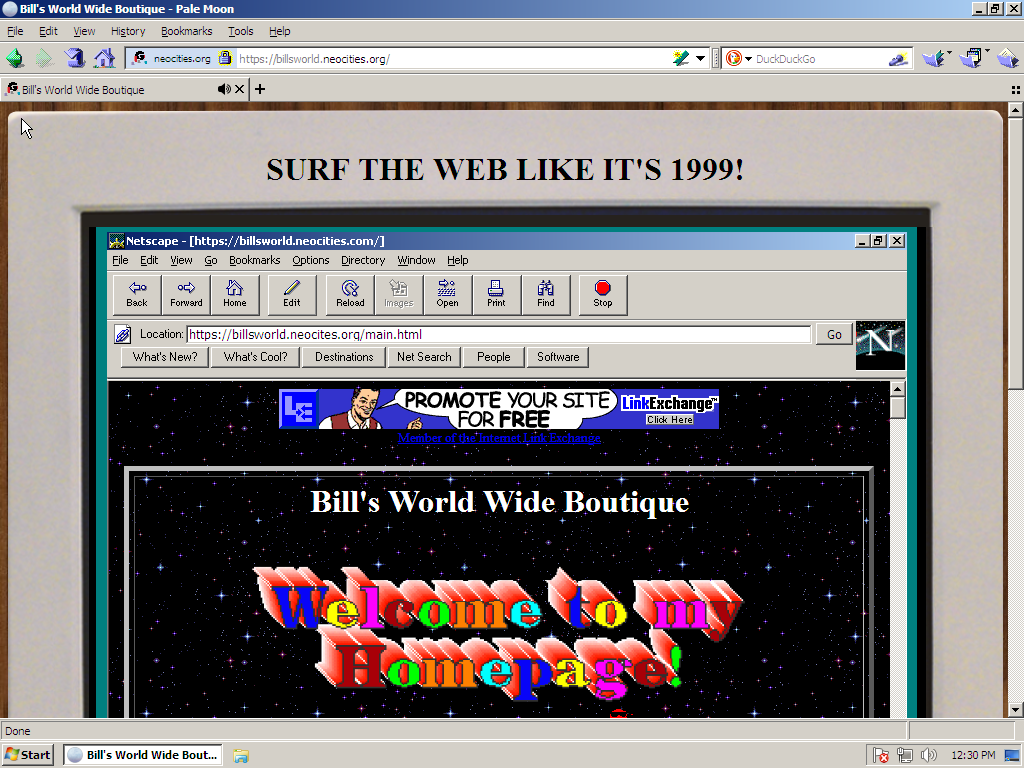 Bill's World Wide Boutique - Pale Moon
File Edit View History Bookmarks Tools Help
neocities.org https://billsworld.neocities.org/ DuckDuckGo
Bill's World Wide Boutique
SURF THE WEB LIKE IT'S 1999!
Netscape - [https://billsworld.neocities.com/]
File Edit View Go Bookmarks Options Directory Window Help
Back Forward Home Edit Reload Images Open Print Find Stop
Location: https://billsworld.neocites.org/main.html Go
N
What's New? What's Cool? Destinations Net Search People Software
LE PROMOTE YOUR SITE LinkExchange™
FOR FREE Click Here
Member of the Internet Link Exchange
Bill's World Wide Boutique
Welcome to my
Homepage!
Done
Start Bill's World Wide Bout... 12:30 PM